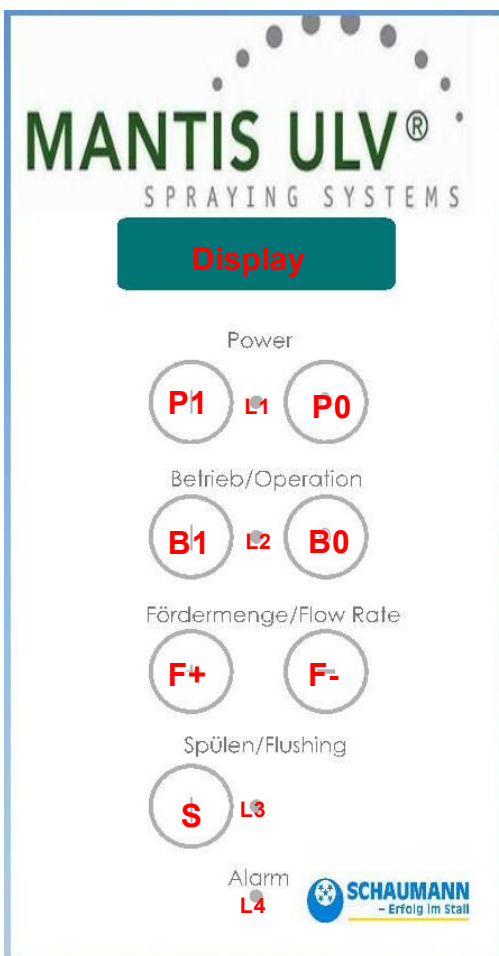 MANTIS ULV®
SPRAYING SYSTEMS
Display
Power
P1 L1 P0
Betrieb/Operation
B1 L2 B0
Fördermenge/Flow Rate
F+ F-
Spülen/Flushing
S L3
Alarm
L4
SCHAUMANN
– Erfolg im Stall